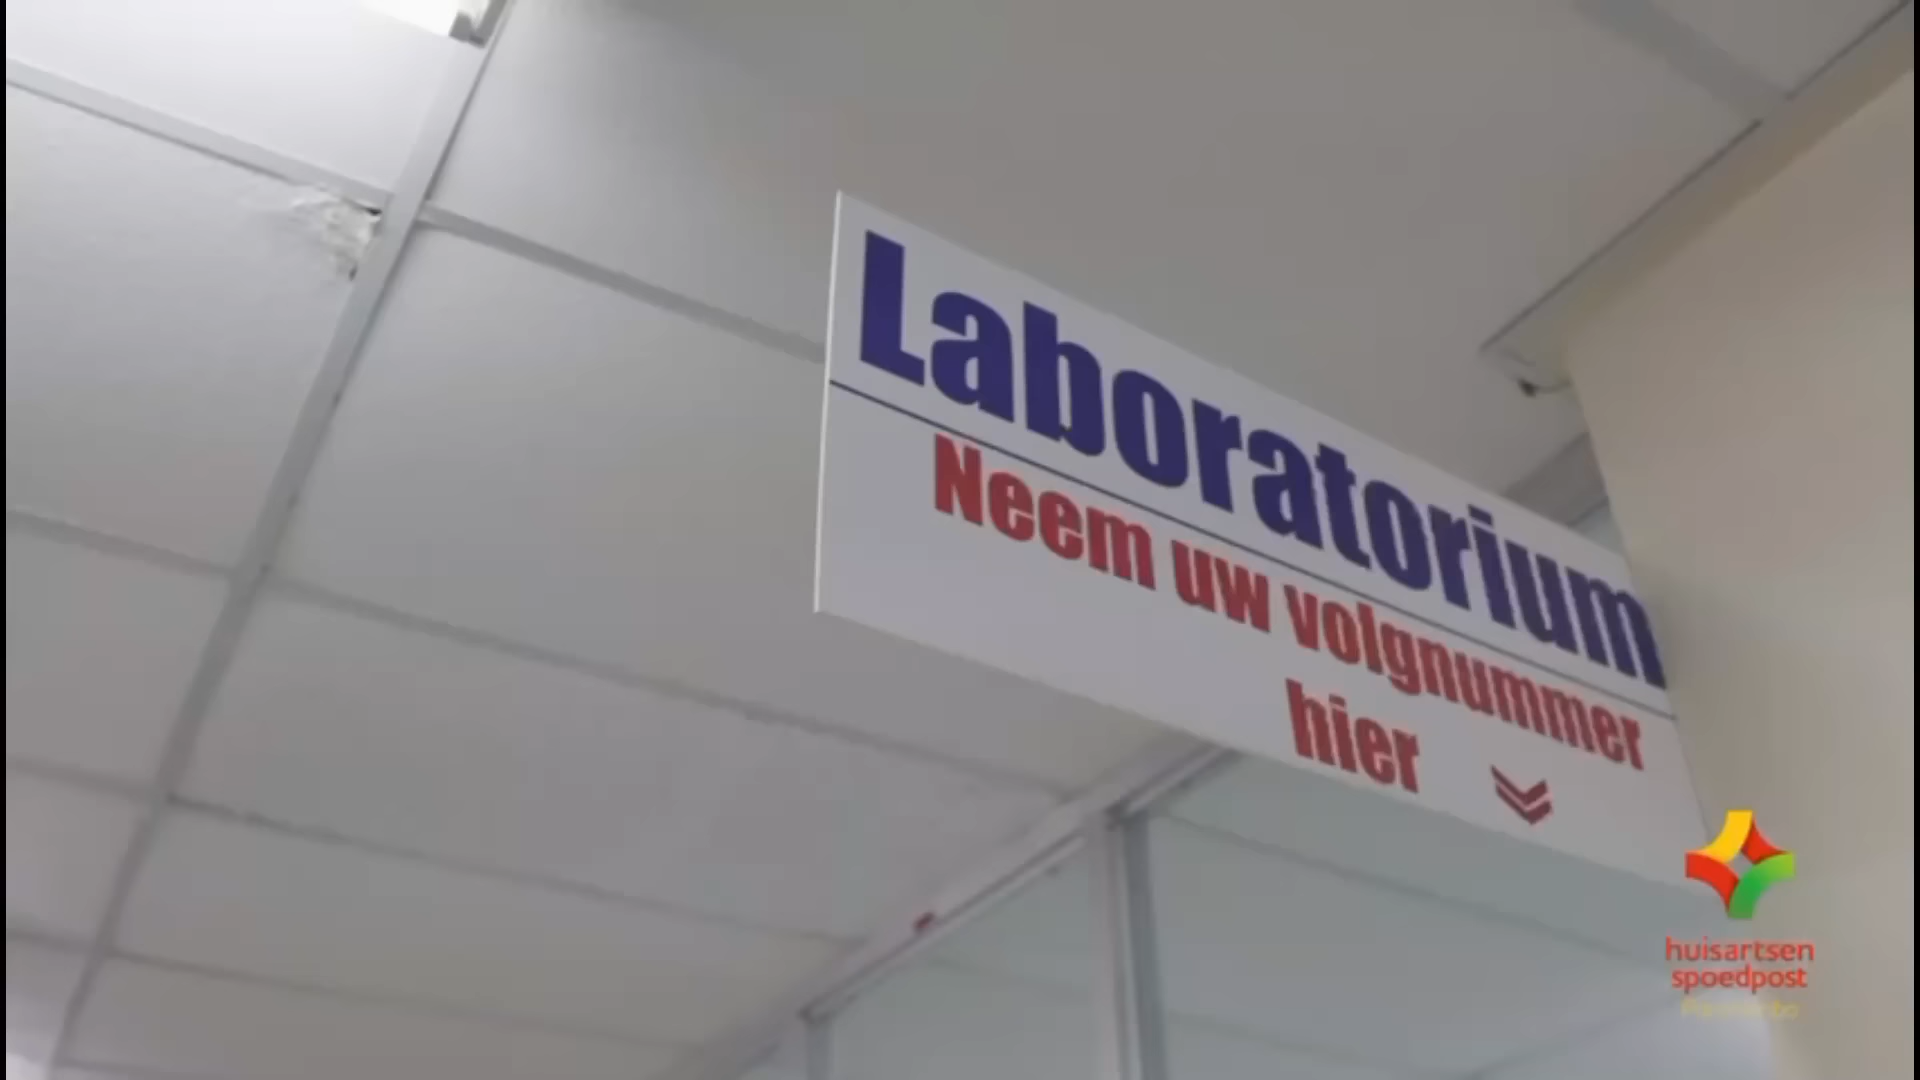 Laboratorium
Neem uw volgnummer
hier
huisartsen
spoedpost